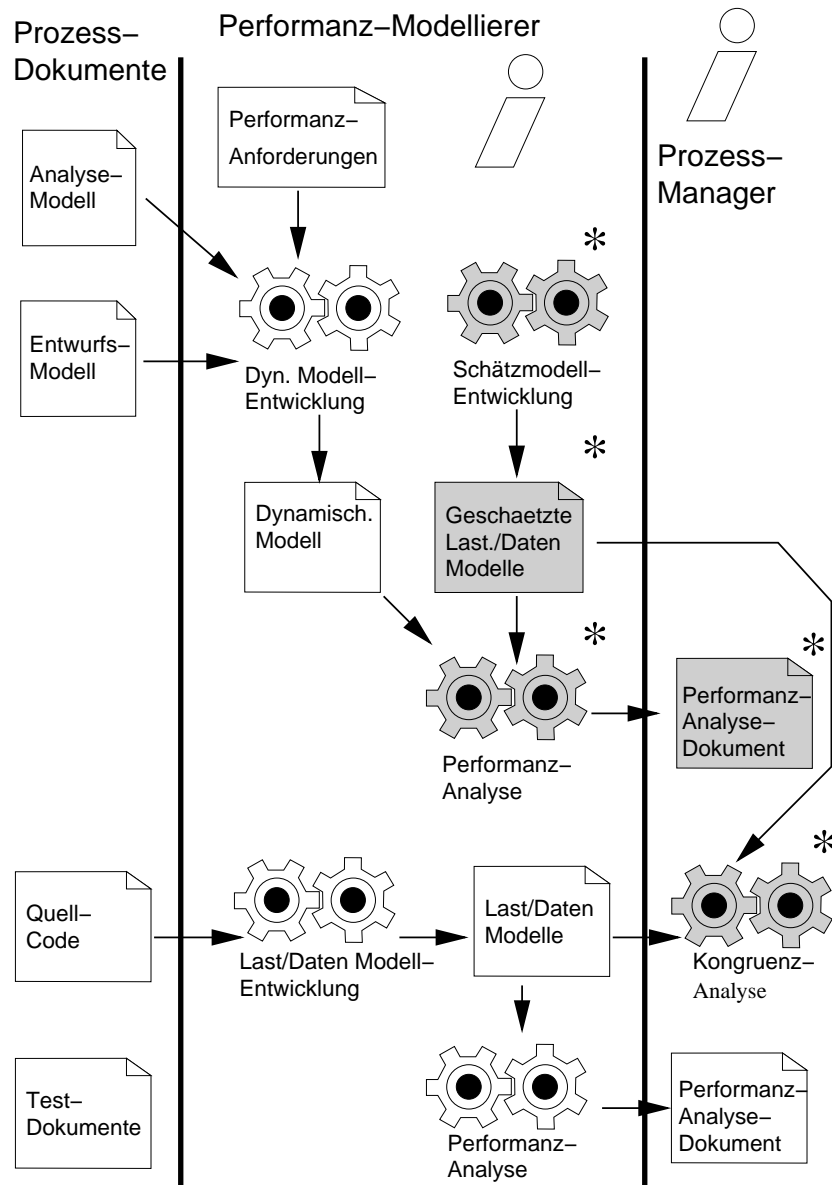 Prozess–
Dokumente
Performanz–Modellierer
Prozess–
Manager
Analyse–
Modell
Performanz–
Anforderungen
*
Entwurfs–
Modell
Dyn. Modell–
Entwicklung
Schätzmodell–
Entwicklung
*
Dynamisch.
Modell
Geschaetzte
Last./Daten
Modelle
*
*
Performanz–
Analyse
Performanz–
Analyse–
Dokument
*
Quell–
Code
Last/Daten Modell–
Entwicklung
Last/Daten
Modelle
Kongruenz–
Analyse
Test–
Dokumente
Performanz–
Analyse
Performanz–
Analyse–
Dokument